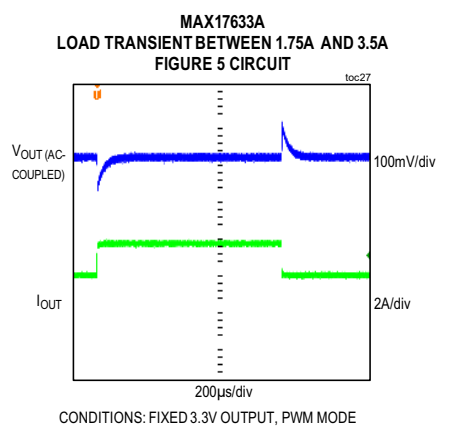 MAX17633A
LOAD TRANSIENT BETWEEN 1.75A AND 3.5A
FIGURE 5 CIRCUIT
toc27
VOUT (AC-
COUPLED)
100mV/div
IOUT
2A/div
200μs/div
CONDITIONS: FIXED 3.3V OUTPUT, PWM MODE